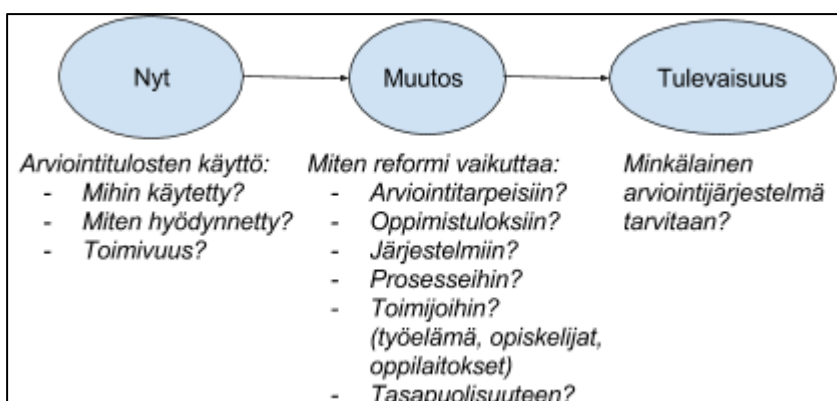 Nyt
Muutos
Tulevaisuus
Arviointitulosten käyttö:
- Mihin käytetty?
- Miten hyödynnetty?
- Toimivuus?
Miten reformi vaikuttaa:
- Arviointitarpeisiin?
- Oppimistuloksiin?
- Järjestelmiin?
- Prosesseihin?
- Toimijoihin?
(työelämä, opiskelijat,
oppilaitokset)
- Tasapuolisuuteen?
Minkälainen
arviointijärjestelmä
tarvitaan?